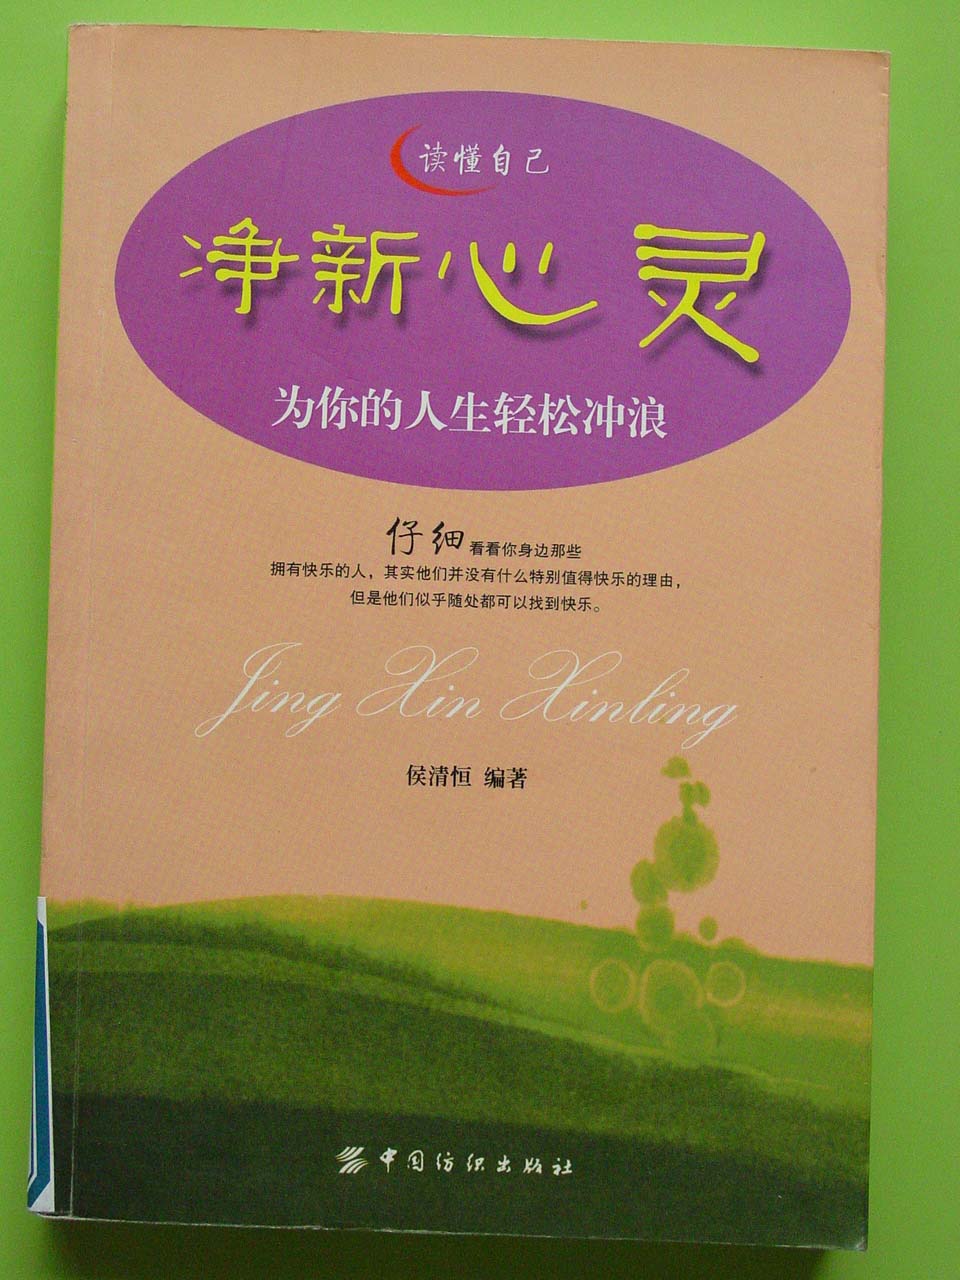 读懂自己
净新心灵
为你的人生轻松冲浪
仔细看看你身边那些
拥有快乐的人，其实他们并没有什么特别值得快乐的理由，
但是他们似乎随处都可以找到快乐。
Jing Xin Xinling
侯清恒 编著
中国纺织出版社